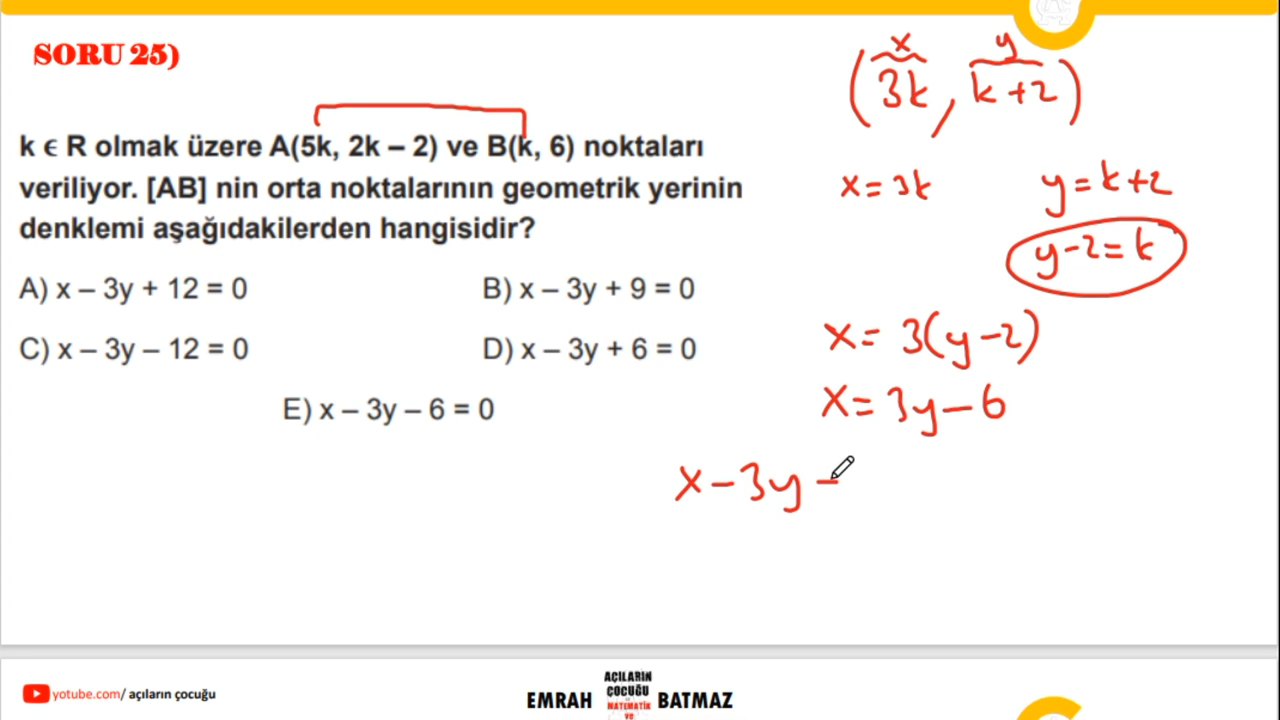 SORU 25)
k ϵ R olmak üzere A(5k, 2k – 2) ve B(k, 6) noktaları
veriliyor. [AB] nin orta noktalarının geometrik yerinin
denklemi aşağıdakilerden hangisidir?
A) x – 3y + 12 = 0
B) x – 3y + 9 = 0
C) x – 3y – 12 = 0
D) x – 3y + 6 = 0
E) x – 3y – 6 = 0
x y
(3k, k+2)
x = 3k
y = k+2
y-2 = k
x = 3(y-2)
x = 3y-6
x-3y -
yotube.com/ açıların çocuğu
EMRAH
AÇILARIN
ÇOCUĞU
MATEMATİK
ve
BATMAZ